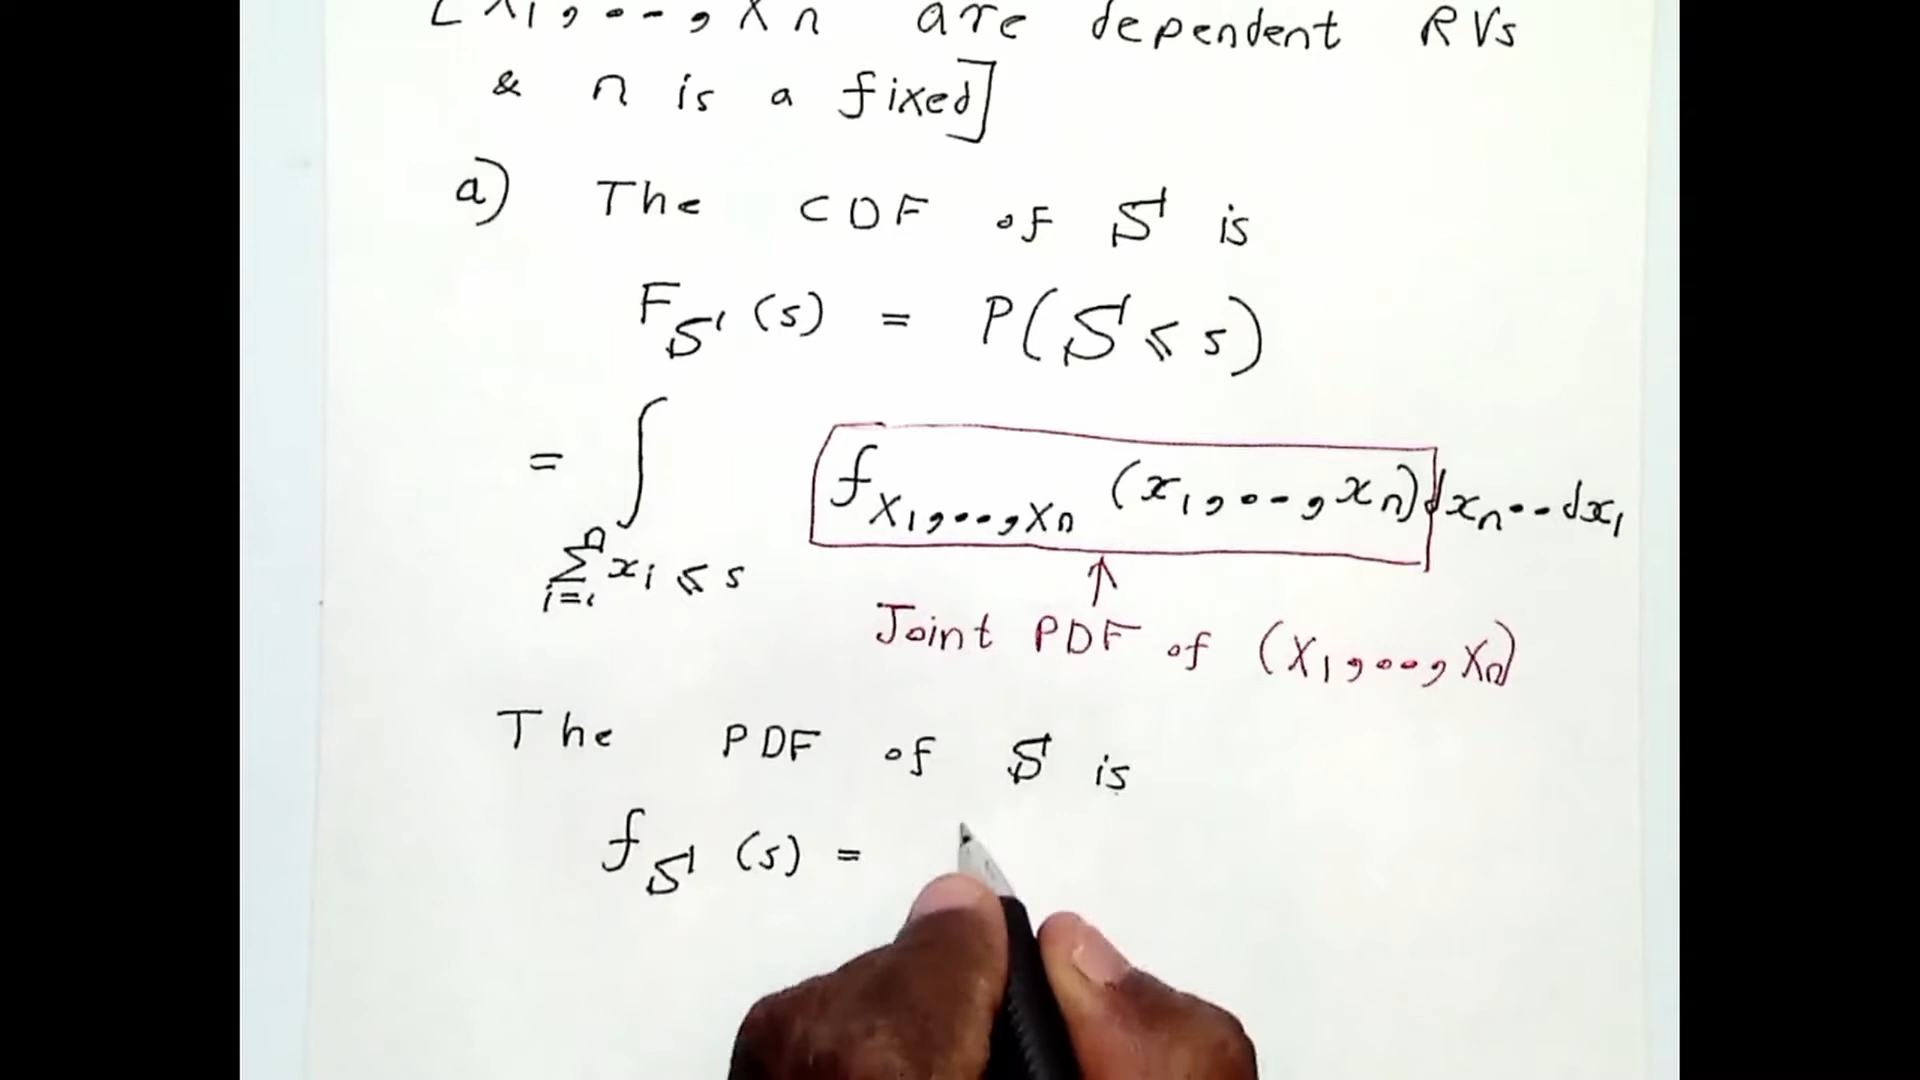 [X₁,..,Xn are dependent RVs
& n is a fixed]
a) The CDF of S is
F_S(s) = P(S ≤ s)
= ∫_{∑_{i=1}^{n} xᵢ ≤ s} f_{X₁,..,Xn}(x₁,..,xn) dxn..dx₁
↑
Joint PDF of (X₁,..,Xn)
The PDF of S is
f_S(s) =